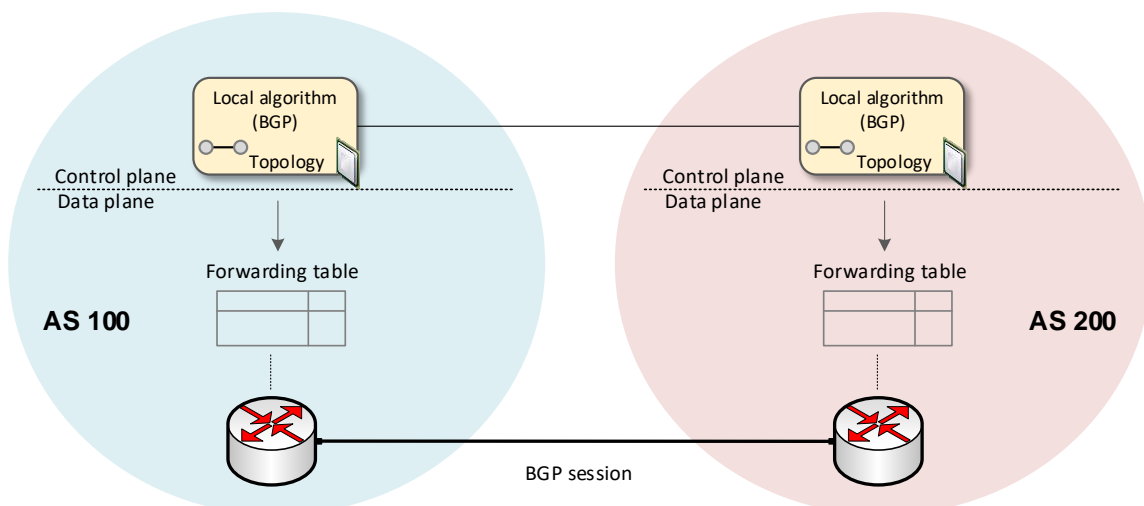 Local algorithm
(BGP)
Topology
Local algorithm
(BGP)
Topology
Control plane
Data plane
Control plane
Data plane
Forwarding table
Forwarding table
AS 100
AS 200
BGP session